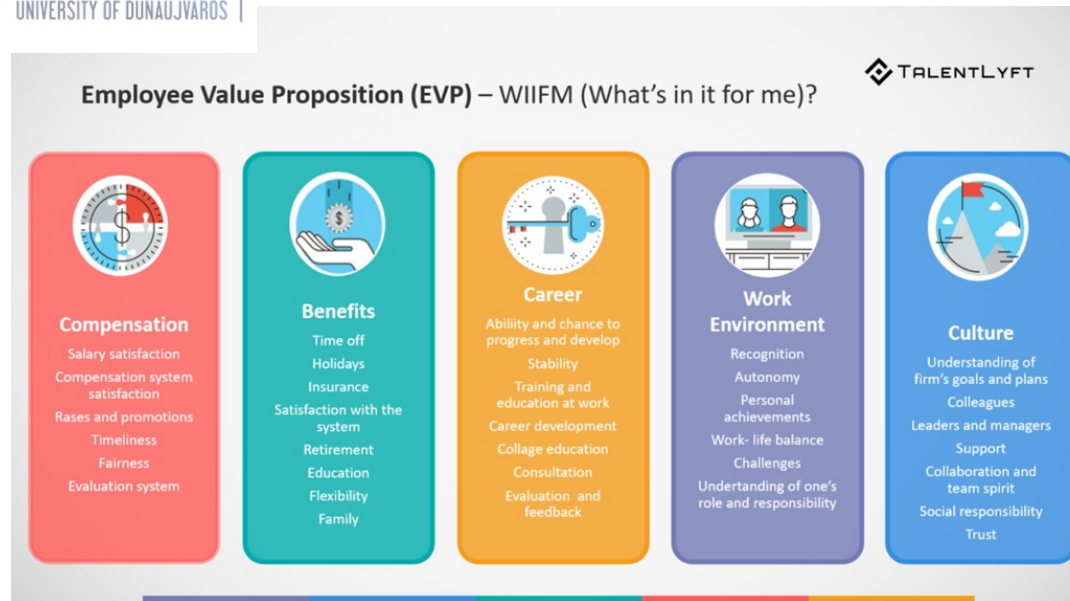 UNIVERSITY OF DUNAUJVAROS |
TALENTLYFT
Employee Value Proposition (EVP) – WIIFM (What's in it for me)?
Compensation
Salary satisfaction
Compensation system
satisfaction
Rases and promotions
Timeliness
Fairness
Evaluation system
Benefits
Time off
Holidays
Insurance
Satisfaction with the
system
Retirement
Education
Flexibility
Family
Career
Abiliity and chance to
progress and develop
Stability
Training and
education at work
Career development
Collage education
Consultation
Evaluation and
feedback
Work
Environment
Recognition
Autonomy
Personal
achievements
Work- life balance
Challenges
Undertanding of one's
role and responsibility
Culture
Understanding of
firm's goals and plans
Colleagues
Leaders and managers
Support
Collaboration and
team spirit
Social responsibility
Trust